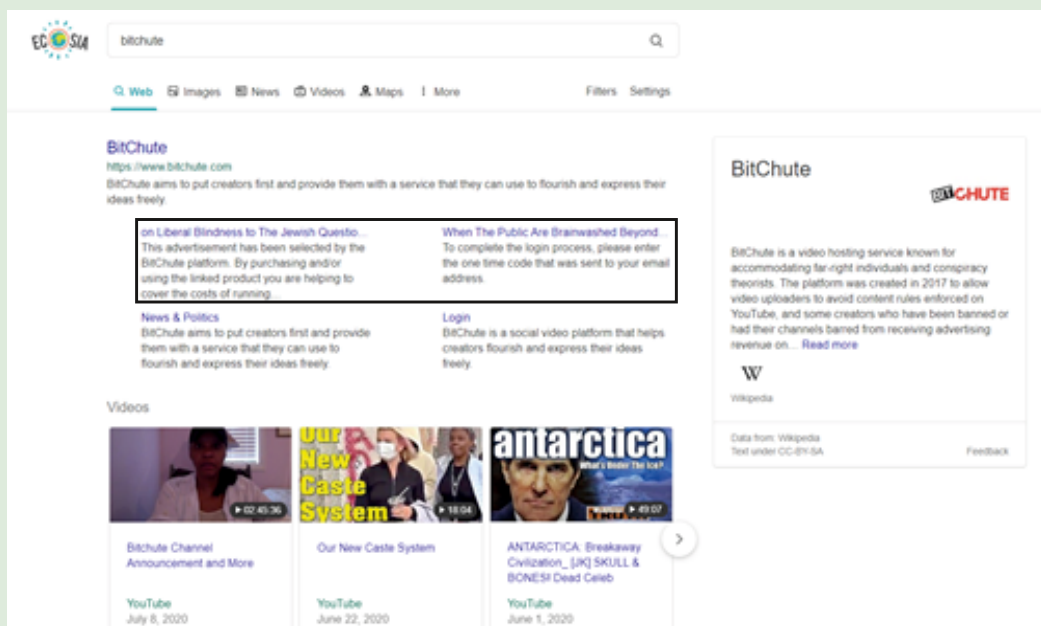 ECOSIA
bitchute
Web Images News Videos Maps More Filters Settings
BitChute
https://www.bitchute.com
BitChute aims to put creators first and provide them with a service that they can use to flourish and express their
ideas freely.
on Liberal Blindness to The Jewish Questio...
This advertisement has been selected by the
BitChute platform. By purchasing and/or
using the linked product you are helping to
cover the costs of running
When The Public Are Brainwashed Beyond...
To complete the login process, please enter
the one time code that was sent to your email
address.
News & Politics
BitChute aims to put creators first and provide
them with a service that they can use to
flourish and express their ideas freely.
Login
BitChute is a social video platform that helps
creators flourish and express their ideas
freely.
Videos
02:45:36
Our
New
Caste
System
18:04
antarctica
What's Under The Ice?
49:07
Bitchute Channel
Announcement and More
YouTube
July 8, 2020
Our New Caste System
YouTube
June 22, 2020
ANTARCTICA: Breakaway
Civilization_ [JK] SKULL &
BONES! Dead Celeb
YouTube
June 1, 2020
BitChute
BITCHUTE
BitChute is a video hosting service known for
accommodating far-right individuals and conspiracy
theorists. The platform was created in 2017 to allow
video uploaders to avoid content rules enforced on
YouTube, and some creators who have been banned or
had their channels barred from receiving advertising
revenue on... Read more
W
Wikipedia
Data from: Wikipedia
Text under CC-BY-SA
Feedback